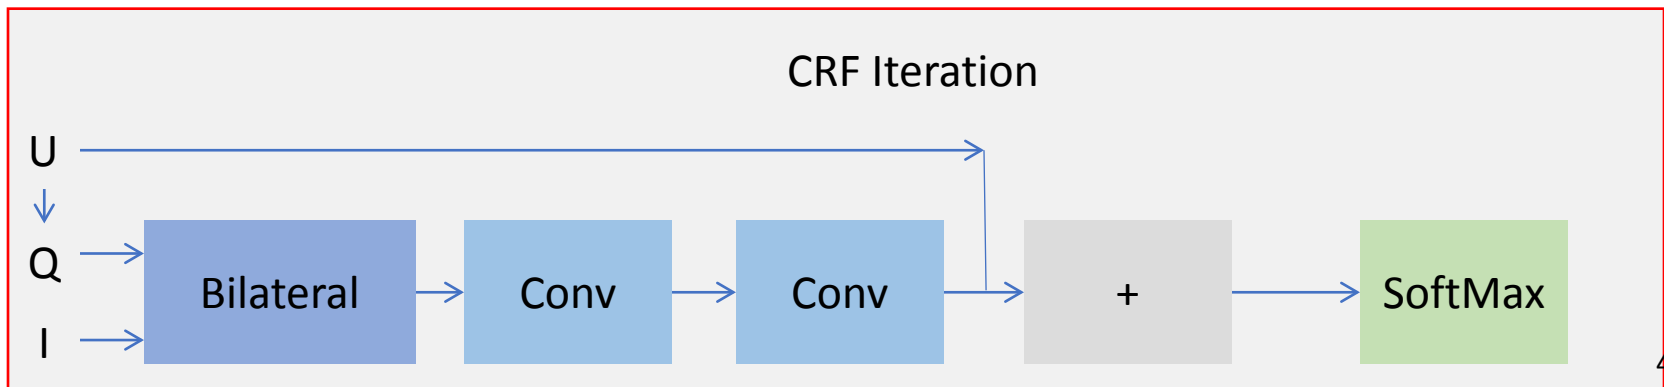 CRF Iteration
U
Q
I
Bilateral
Conv
Conv
+
SoftMax